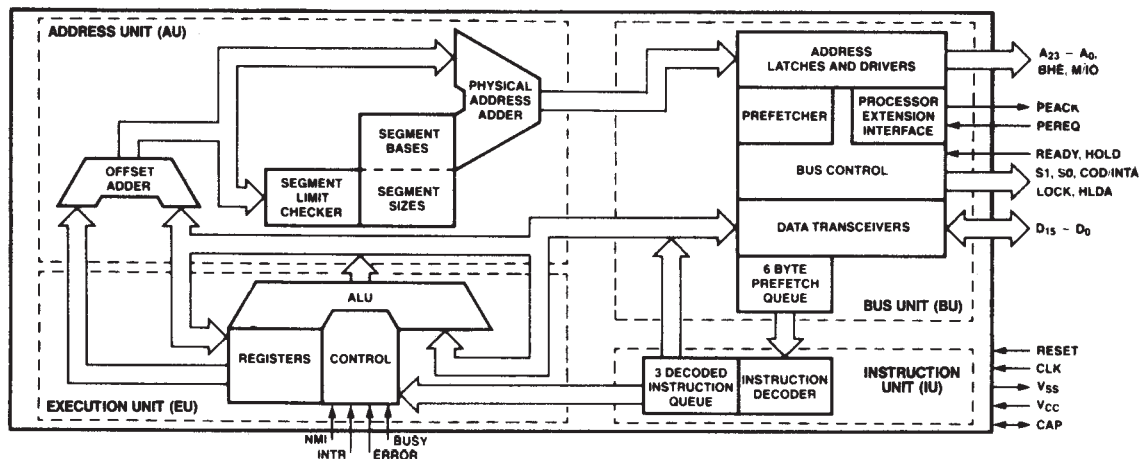 ADDRESS UNIT (AU)
PHYSICAL
ADDRESS
ADDER
SEGMENT
BASES
SEGMENT
SIZES
SEGMENT
LIMIT
CHECKER
OFFSET
ADDER
ADDRESS
LATCHES AND DRIVERS
PREFETCHER
PROCESSOR
EXTENSION
INTERFACE
BUS CONTROL
DATA TRANSCEIVERS
6 BYTE
PREFETCH
QUEUE
BUS UNIT (BU)
A23 ~ A0,
BHE, M/IO
PEACK
PEREQ
READY, HOLD
S1, S0, COD/INTA
LOCK, HLDA
D15 ~ D0
ALU
REGISTERS
CONTROL
EXECUTION UNIT (EU)
3 DECODED
INSTRUCTION
QUEUE
INSTRUCTION
DECODER
INSTRUCTION
UNIT (IU)
RESET
CLK
VSS
VCC
CAP
NMI
INTR
BUSY
ERROR